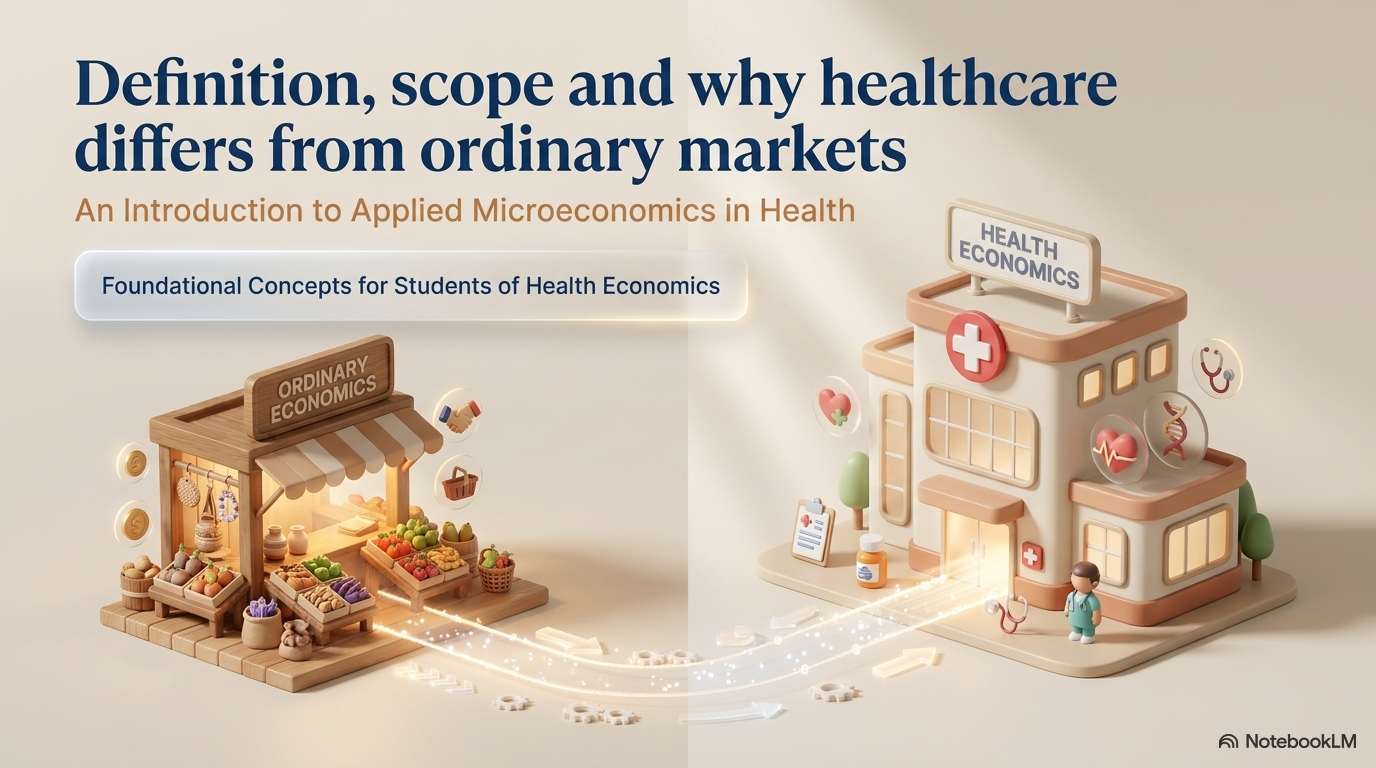 Definition, scope and why healthcare
differs from ordinary markets
An Introduction to Applied Microeconomics in Health
Foundational Concepts for Students of Health Economics
ORDINARY
ECONOMICS
HEALTH
ECONOMICS
NotebookLM